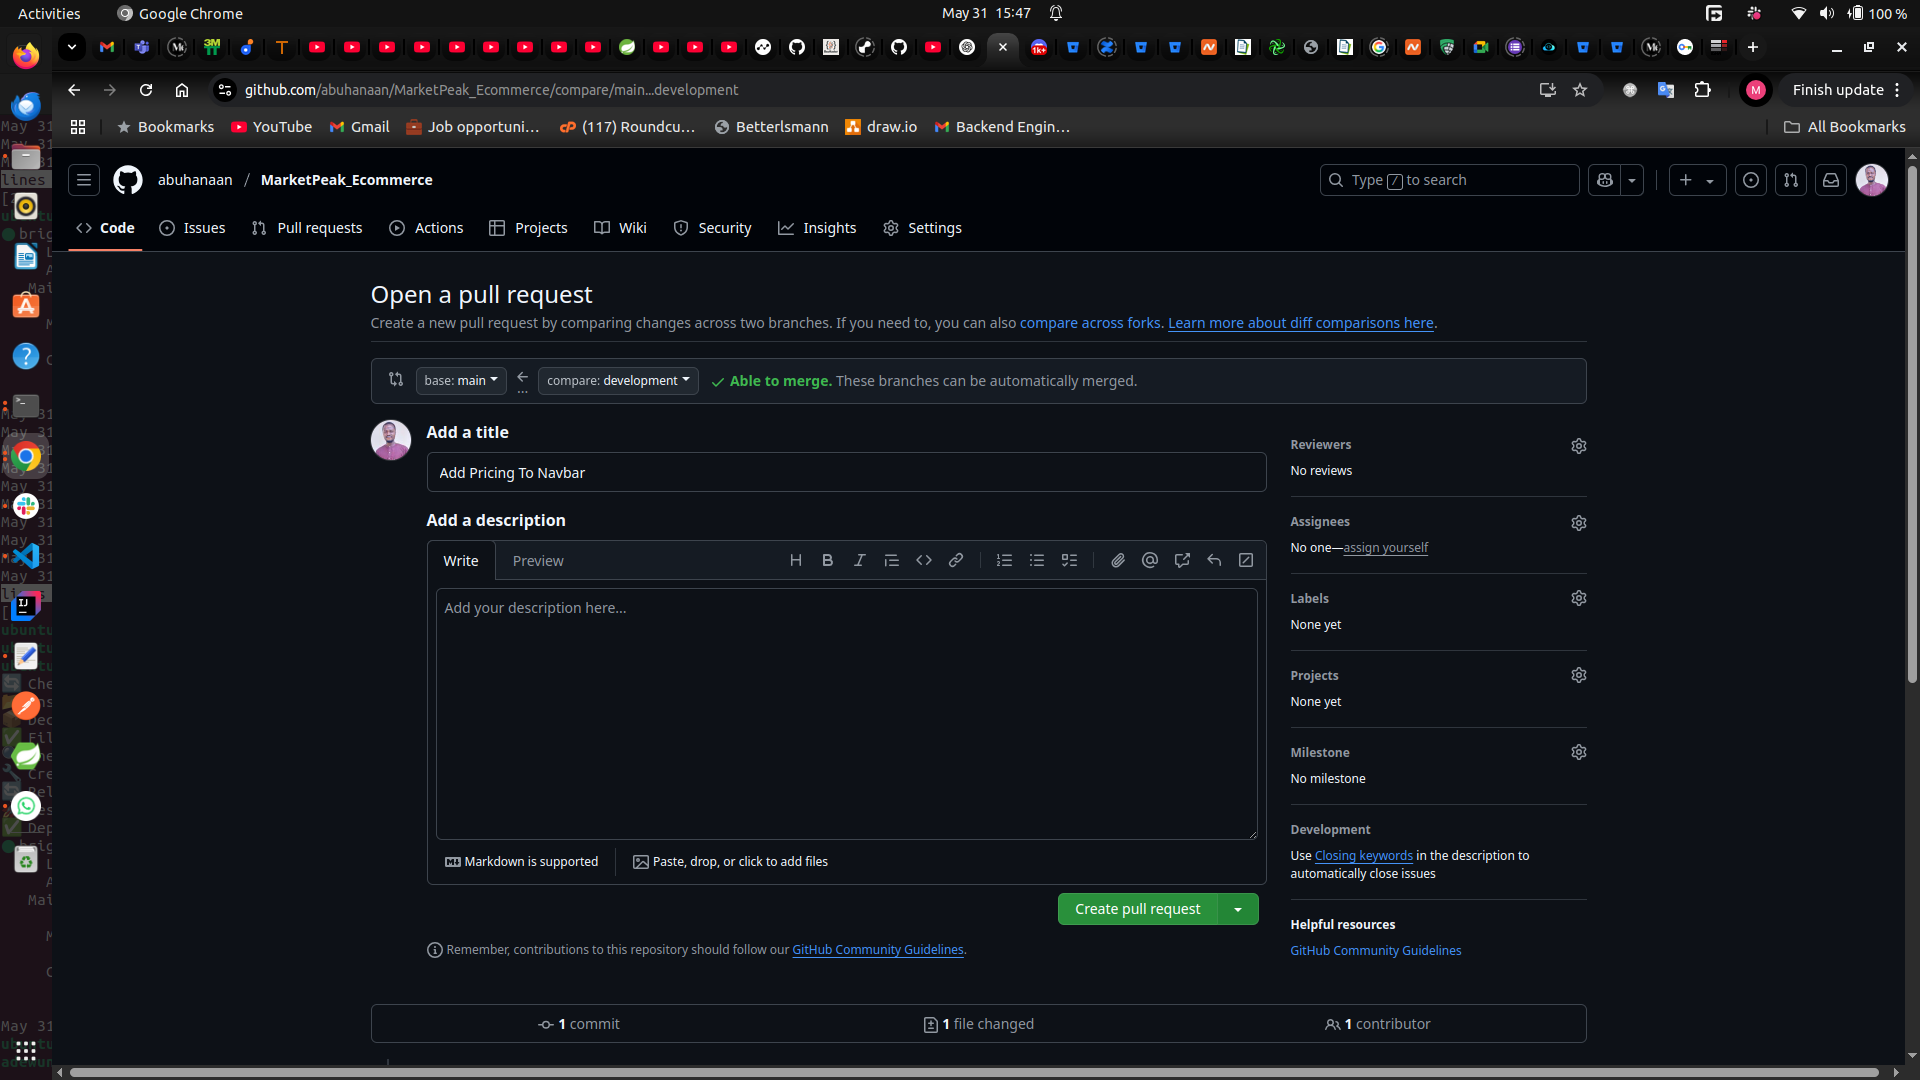 Activities
Google Chrome
May 31 15:47
100 %
github.com/abuhanaan/MarketPeak_Ecommerce/compare/main...development
M
Finish update
Bookmarks
YouTube
Gmail
Job opportuni...
(117) Roundcu...
Betterlsmann
draw.io
Backend Engin...
All Bookmarks
abuhanaan / MarketPeak_Ecommerce
Type / to search
Code
Issues
Pull requests
Actions
Projects
Wiki
Security
Insights
Settings
Open a pull request
Create a new pull request by comparing changes across two branches. If you need to, you can also compare across forks. Learn more about diff comparisons here.
base: main
compare: development
Able to merge. These branches can be automatically merged.
Add a title
Add Pricing To Navbar
Add a description
Write
Preview
Add your description here...
Markdown is supported
Paste, drop, or click to add files
Create pull request
Remember, contributions to this repository should follow our GitHub Community Guidelines.
Reviewers
No reviews
Assignees
No one—assign yourself
Labels
None yet
Projects
None yet
Milestone
No milestone
Development
Use Closing keywords in the description to
automatically close issues
Helpful resources
GitHub Community Guidelines
1 commit
1 file changed
1 contributor